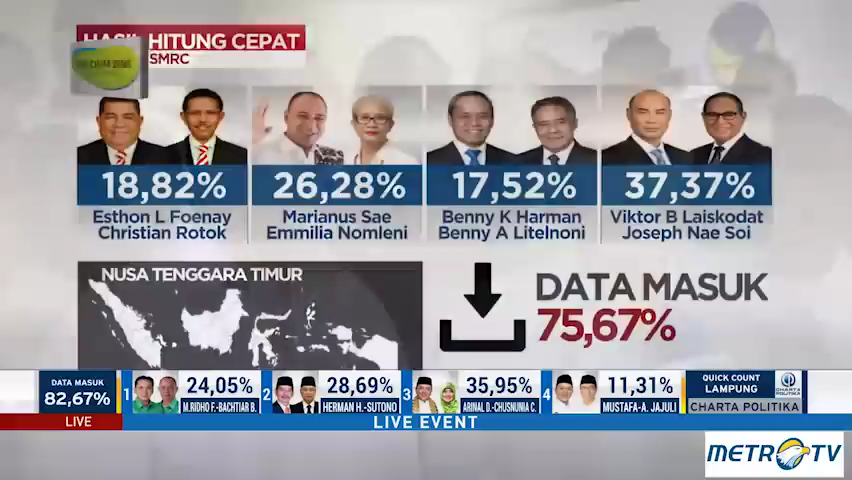 HASIL HITUNG CEPAT
SMRC
18,82%
Esthon L Foenay
Christian Rotok
26,28%
Marianus Sae
Emmilia Nomleni
17,52%
Benny K Harman
Benny A Litelnoni
37,37%
Viktor B Laiskodat
Joseph Nae Soi
NUSA TENGGARA TIMUR
DATA MASUK
75,67%
DATA MASUK
82,67%
1
24,05%
M.RIDHO F.-BACHTIAR B.
2
28,69%
HERMAN H.-SUTONO
3
35,95%
ARINAL D.-CHUSNUNIA C.
4
11,31%
MUSTAFA-A. JAJULI
QUICK COUNT
LAMPUNG
CHARTA POLITIKA
LIVE
LIVE EVENT
METRO TV